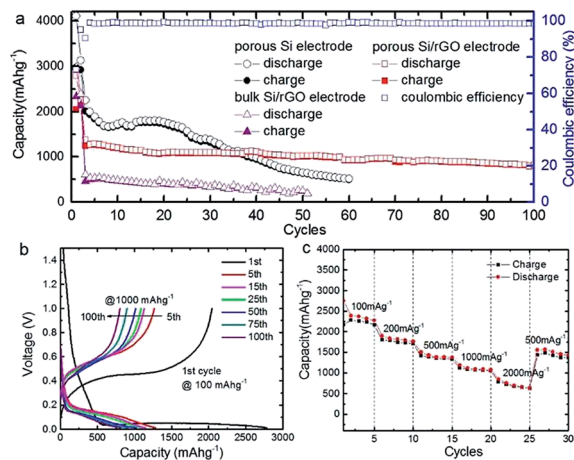 a
4000
3000
2000
1000
0
Capacity(mAhg-1)
porous Si electrode
discharge
charge
bulk Si/rGO electrode
discharge
charge
porous Si/rGO electrode
discharge
charge
coulombic efficiency
100
80
60
40
20
0
Coulombic efficiency (%)
0 10 20 30 40 50 60 70 80 90 100
Cycles
b
1.4
1.2
1.0
0.8
0.6
0.4
0.2
0.0
Voltage (V)
@1000 mAhg-1
100th 5th
1st cycle
@ 100 mAhg-1
1st
5th
15th
25th
50th
75th
100th
0 500 1000 1500 2000 2500 3000
Capacity (mAhg-1)
c
4000
3500
3000
2500
2000
1500
1000
500
0
Capacity(mAhg-1)
Charge
Discharge
100mAg-1
200mAg-1
500mAg-1
1000mAg-1
2000mAg-1
500mAg-1
5 10 15 20 25 30
Cycles